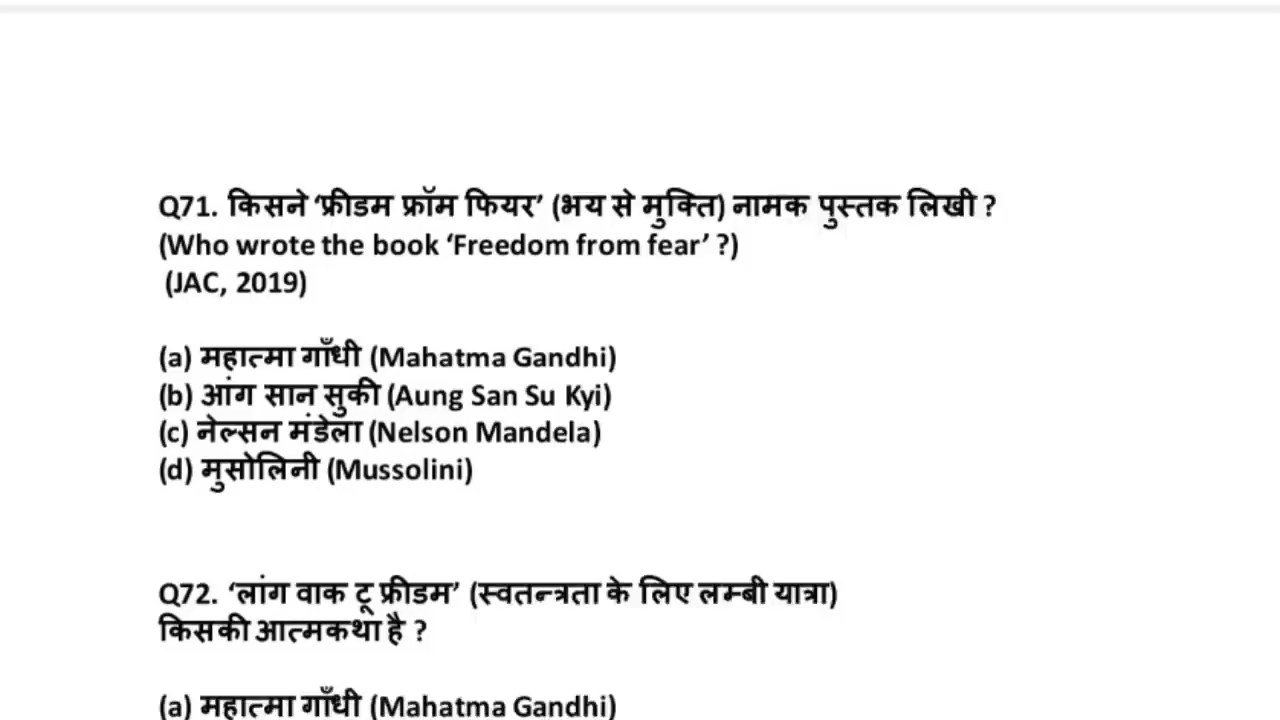 Q71. किसने ‘फ्रीडम फ्रॉम फियर’ (भय से मुक्ति) नामक पुस्तक लिखी ?
(Who wrote the book ‘Freedom from fear’ ?)
(JAC, 2019)
(a) महात्मा गाँधी (Mahatma Gandhi)
(b) आंग सान सुकी (Aung San Su Kyi)
(c) नेल्सन मंडेला (Nelson Mandela)
(d) मुसोलिनी (Mussolini)
Q72. ‘लांग वाक टू फ्रीडम’ (स्वतन्त्रता के लिए लम्बी यात्रा)
किसकी आत्मकथा है ?
(a) महात्मा गाँधी (Mahatma Gandhi)